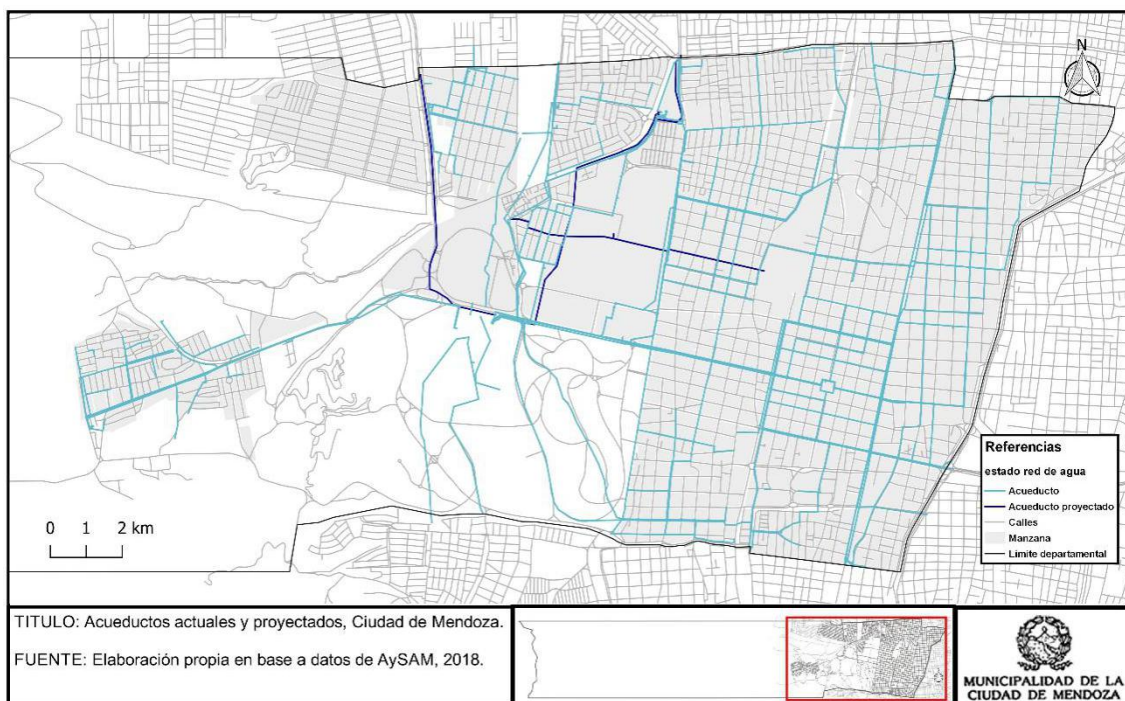 N
Referencias
estado red de agua
Acueducto
Acueducto proyectado
Calles
Manzana
Límite departamental
0 1 2 km
TITULO: Acueductos actuales y proyectados, Ciudad de Mendoza.
FUENTE: Elaboración propia en base a datos de AySAM, 2018.
MUNICIPALIDAD DE LA
CIUDAD DE MENDOZA